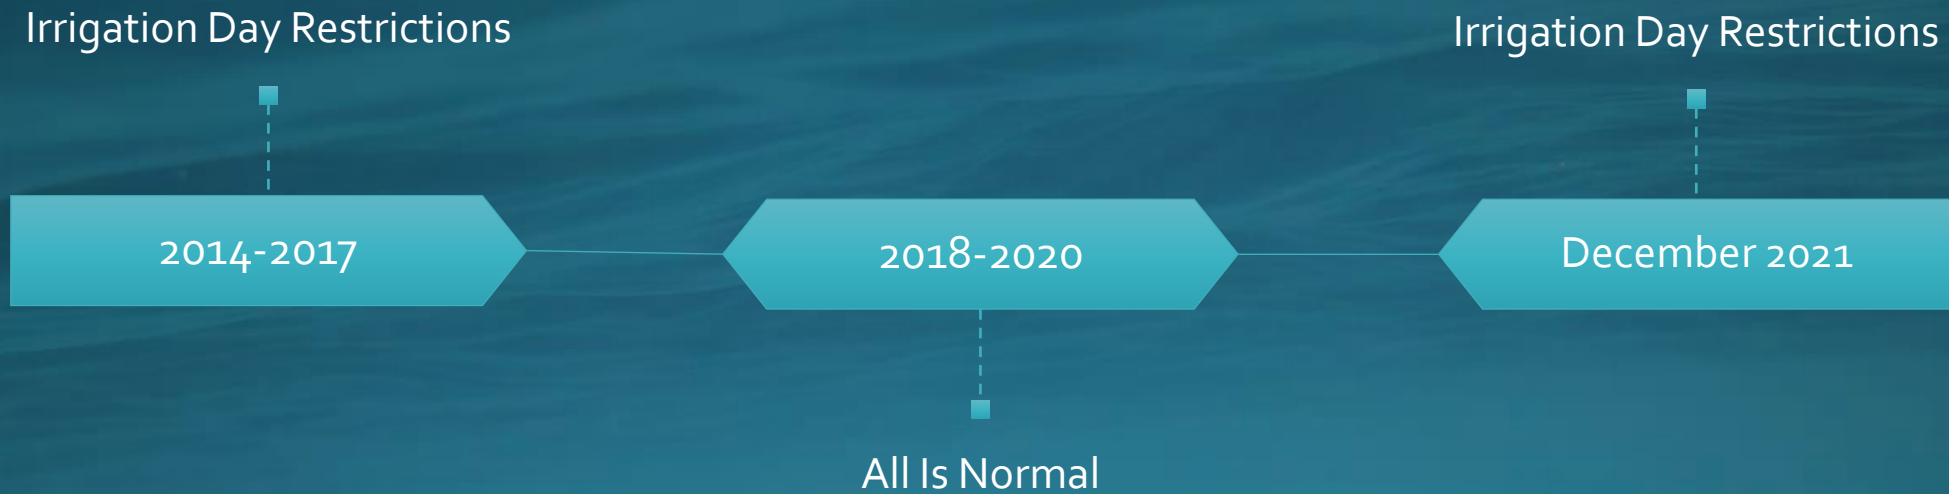 Irrigation Day Restrictions
Irrigation Day Restrictions
2014-2017
2018-2020
December 2021
All Is Normal